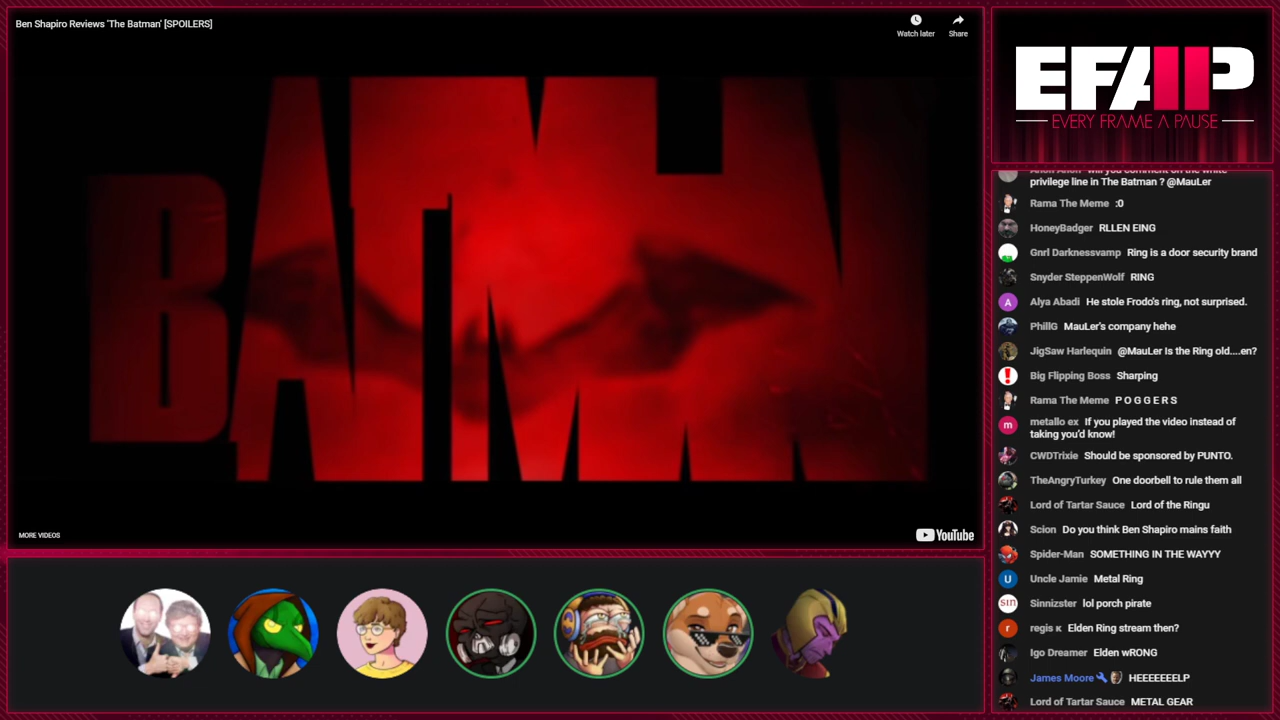 Ben Shapiro Reviews 'The Batman' [SPOILERS]
Watch later
Share
BATMAN
MORE VIDEOS
YouTube
EFAP
EVERY FRAME A PAUSE
privilege line in The Batman ? @MauLer
Rama The Meme :0
HoneyBadger RLLEN EING
Gnrl Darknessvamp Ring is a door security brand
Snyder SteppenWolf RING
A
Alya Abadi He stole Frodo's ring, not surprised.
PhillG MauLer's company hehe
JigSaw Harlequin @MauLer Is the Ring old....en?
Big Flipping Boss Sharping
Rama The Meme P O G G E R S
m
metallo ex If you played the video instead of
taking you'd know!
CWDTrixie Should be sponsored by PUNTO.
TheAngryTurkey One doorbell to rule them all
Lord of Tartar Sauce Lord of the Ringu
Scion Do you think Ben Shapiro mains faith
Spider-Man SOMETHING IN THE WAYYY
U
Uncle Jamie Metal Ring
sin
Sinnizster lol porch pirate
r
regis ĸ Elden Ring stream then?
Igo Dreamer Elden wRONG
James Moore HEEEEEEELP
Lord of Tartar Sauce METAL GEAR